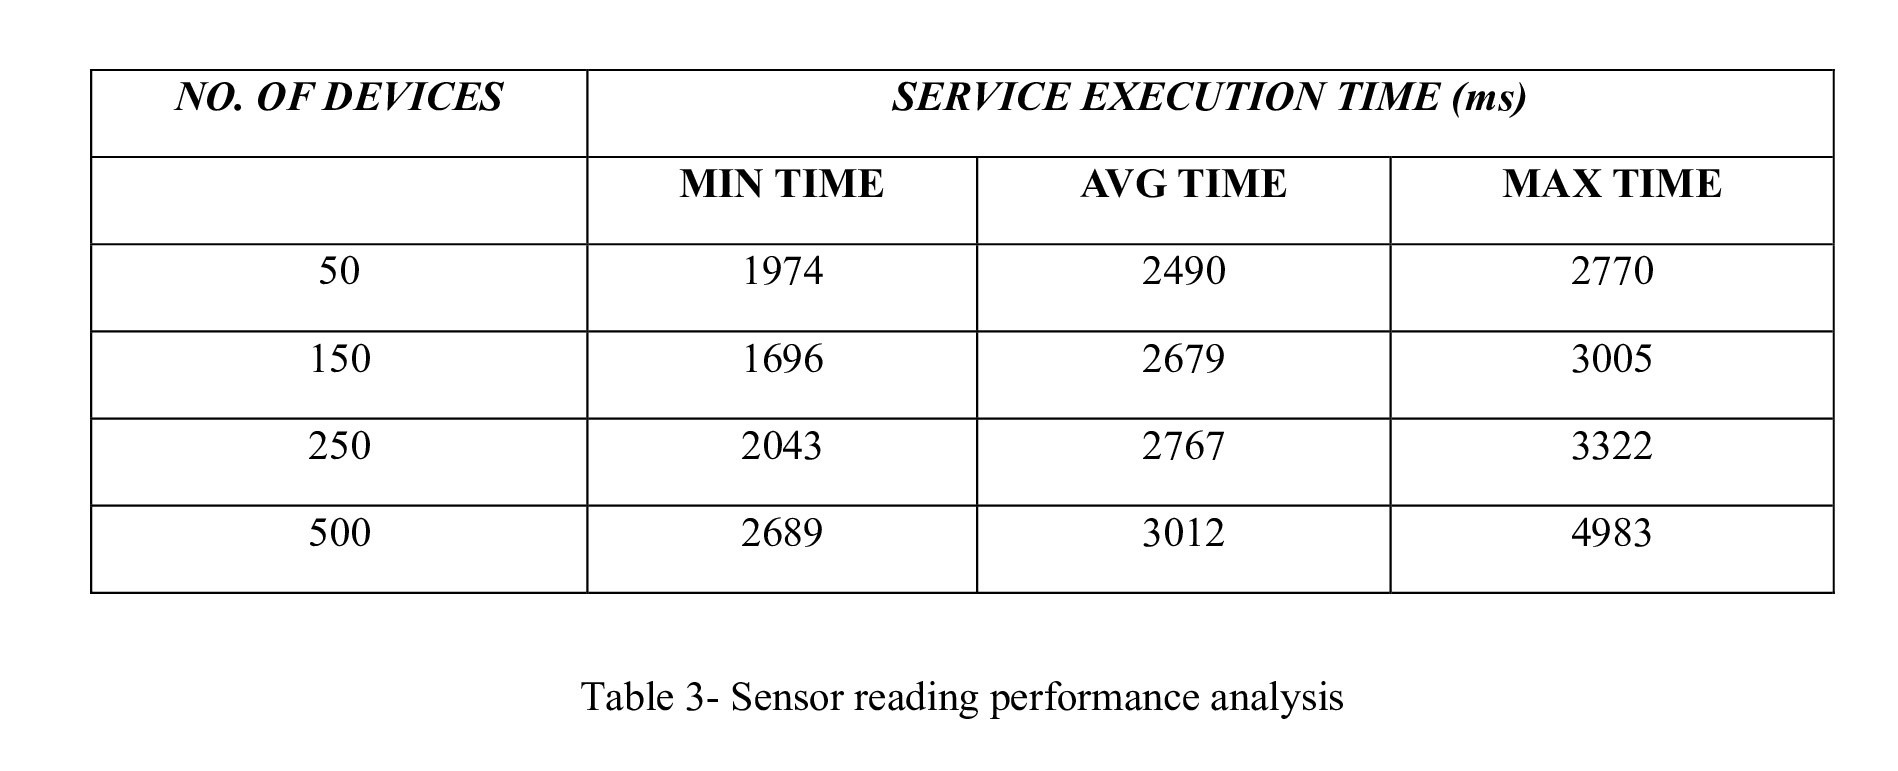 NO. OF DEVICES SERVICE EXECUTION TIME (ms)
MIN TIME AVG TIME MAX TIME
50 1974 2490 2770
150 1696 2679 3005
250 2043 2767 3322
500 2689 3012 4983
Table 3- Sensor reading performance analysis